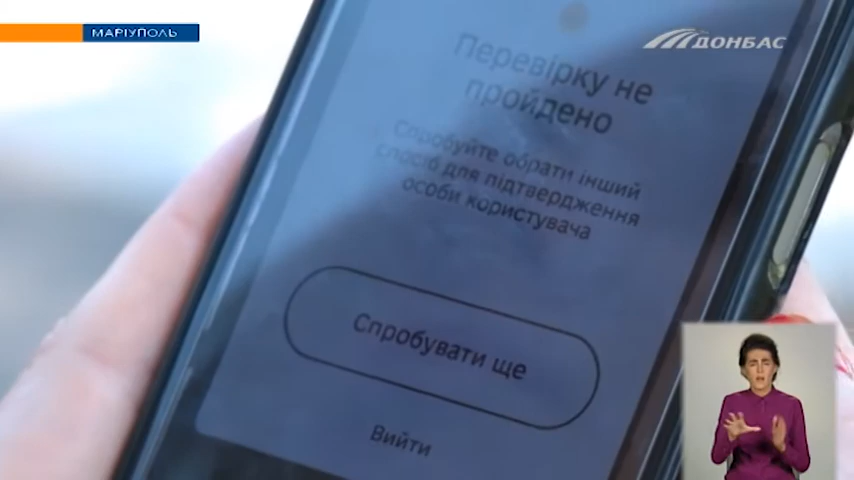 МАРІУПОЛЬ
ДОНБАС
Перевірку не
пройдено
Спробуйте обрати інший
спосіб для підтвердження
особи користувача
Спробувати ще
Вийти